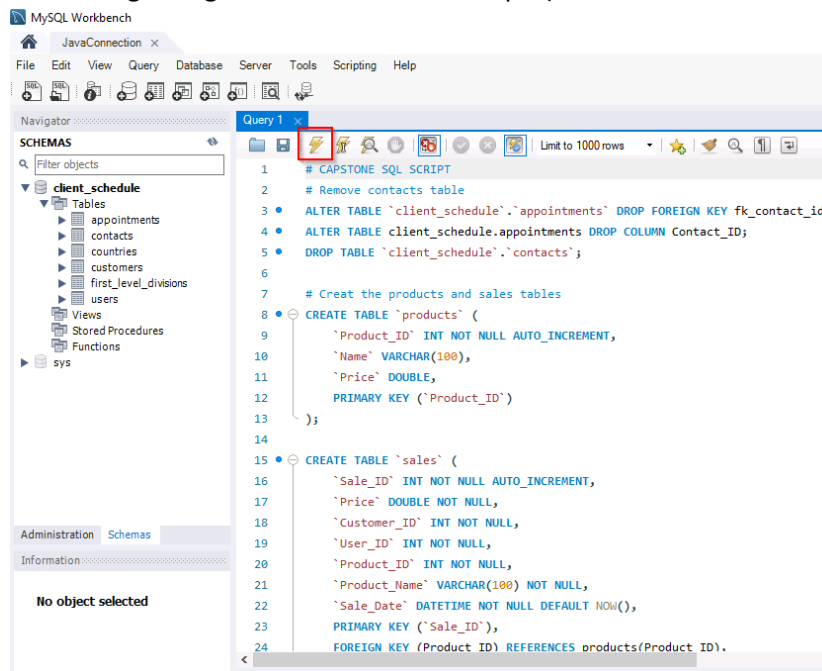 MySQL Workbench
JavaConnection ×
File Edit View Query Database Server Tools Scripting Help
Navigator
Query 1 ×
SCHEMAS
Limit to 1000 rows
Filter objects
client_schedule
Tables
appointments
contacts
countries
customers
first_level_divisions
users
Views
Stored Procedures
Functions
sys
Administration Schemas
Information
No object selected
1 # CAPSTONE SQL SCRIPT
2 # Remove contacts table
3 ALTER TABLE `client_schedule`.`appointments` DROP FOREIGN KEY fk_contact_id
4 ALTER TABLE client_schedule.appointments DROP COLUMN Contact_ID;
5 DROP TABLE `client_schedule`.`contacts`;
6
7 # Creat the products and sales tables
8 CREATE TABLE `products` (
9 `Product_ID` INT NOT NULL AUTO_INCREMENT,
10 `Name` VARCHAR(100),
11 `Price` DOUBLE,
12 PRIMARY KEY (`Product_ID`)
13 );
14
15 CREATE TABLE `sales` (
16 `Sale_ID` INT NOT NULL AUTO_INCREMENT,
17 `Price` DOUBLE NOT NULL,
18 `Customer_ID` INT NOT NULL,
19 `User_ID` INT NOT NULL,
20 `Product_ID` INT NOT NULL,
21 `Product_Name` VARCHAR(100) NOT NULL,
22 `Sale_Date` DATETIME NOT NULL DEFAULT NOW(),
23 PRIMARY KEY (`Sale_ID`),
24 FOREIGN KEY (Product_ID) REFERENCES products(Product_ID),